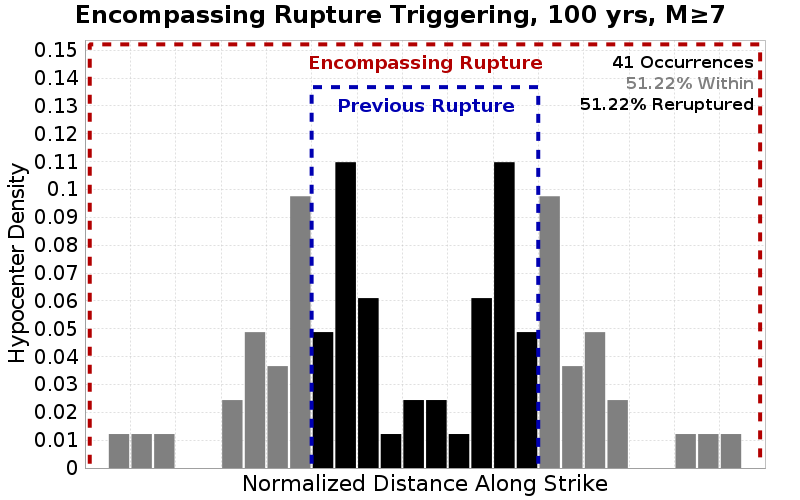 Encompassing Rupture Triggering, 100 yrs, M≥7
Encompassing Rupture
41 Occurrences
51.22% Within
51.22% Reruptured
Previous Rupture
Hypocenter Density
0.15
0.14
0.13
0.12
0.11
0.1
0.09
0.08
0.07
0.06
0.05
0.04
0.03
0.02
0.01
0
Normalized Distance Along Strike